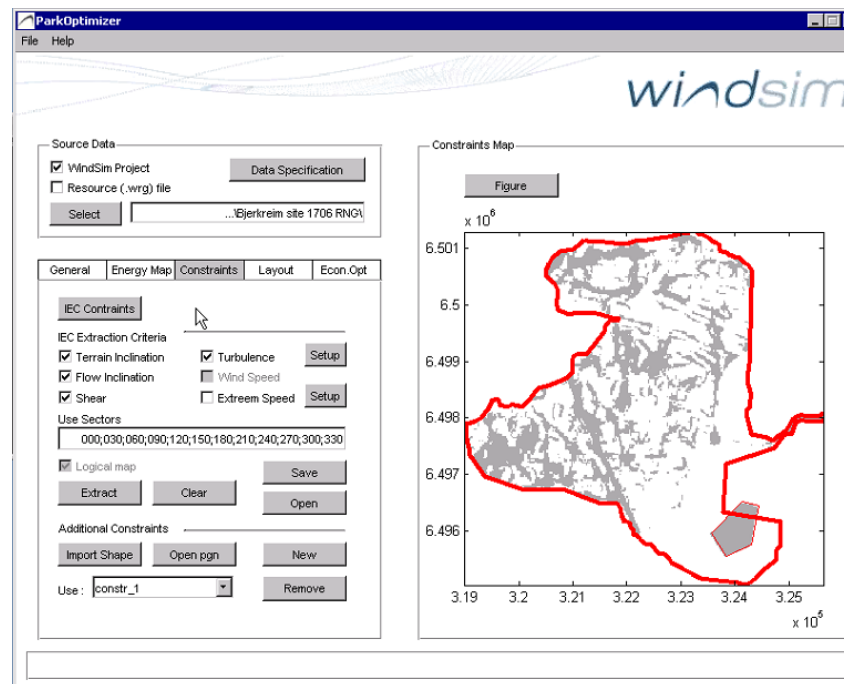 ParkOptimizer
File Help
windsim
Source Data
WindSim Project
Data Specification
Resource (.wrg) file
Select
...\Bjerkreim site 1706 RNG\
General Energy Map Constraints Layout Econ.Opt
IEC Contraints
IEC Extraction Criteria
Terrain Inclination
Turbulence
Setup
Flow Inclination
Wind Speed
Shear
Extreem Speed
Setup
Use Sectors
000;030;060;090;120;150;180;210;240;270;300;330
Logical map
Save
Extract
Clear
Open
Additional Constraints
Import Shape
Open pgn
New
Use :
constr_1
Remove
Constraints Map
Figure
x 10^6
6.501
6.5
6.499
6.498
6.497
6.496
3.19 3.2 3.21 3.22 3.23 3.24 3.25
x 10^5